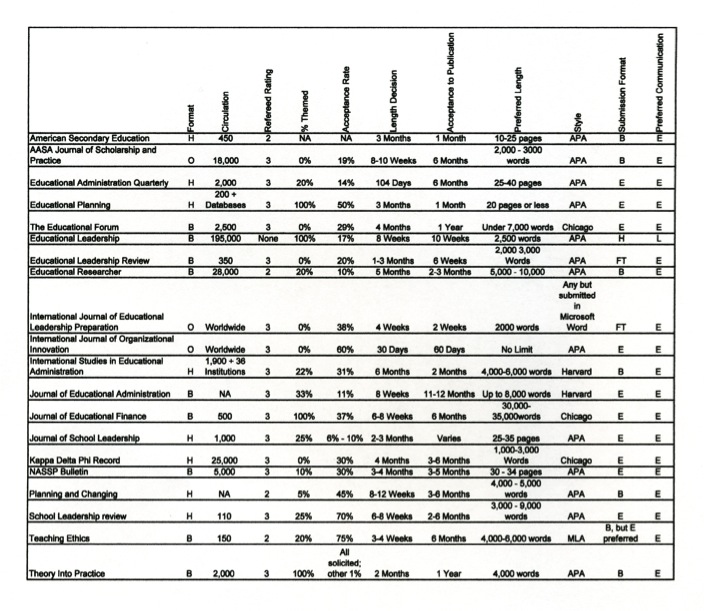 Format Circulation Refereed Rating % Themed Acceptance Rate Length Decision Acceptance to Publication Preferred Length Style Submission Format Preferred Communication
American Secondary Education H 450 2 NA NA 3 Months 1 Month 10-25 pages APA B E
AASA Journal of Scholarship and 2,000 - 3000
Practice O 18,000 3 0% 19% 8-10 Weeks 6 Months words APA B E
Educational Administration Quarterly H 2,000 3 20% 14% 104 Days 6 Months 25-40 pages APA E E
200 +
Educational Planning H Databases 3 100% 50% 3 Months 1 Month 20 pages or less APA E E
The Educational Forum B 2,500 3 0% 29% 4 Months 1 Year Under 7,000 words Chicago E E
Educational Leadership B 195,000 None 100% 17% 8 Weeks 10 Weeks 2,500 words APA H L
2,000 3,000
Educational Leadership Review B 350 3 0% 20% 1-3 Months 6 Weeks Words APA FT E
Educational Researcher B 28,000 2 20% 10% 5 Months 2-3 Months 5,000 - 10,000 APA B E
Any but
submitted
in
International Journal of Educational Microsoft
Leadership Preparation O Worldwide 3 0% 38% 4 Weeks 2 Weeks 2000 words Word FT E
International Journal of Organizational
Innovation O Worldwide 3 0% 60% 30 Days 60 Days No Limit APA E E
International Studies in Educational 1,900 + 36
Administration H Institutions 3 22% 31% 6 Months 2 Months 4,000-6,000 words Harvard B E
Journal of Educational Administration B NA 3 33% 11% 8 Weeks 11-12 Months Up to 8,000 words Harvard E E
30,000-
Journal of Educational Finance B 500 3 100% 37% 6-8 Weeks 6 Months 35,000words Chicago E E
Journal of School Leadership H 1,000 3 25% 6% - 10% 2-3 Months Varies 25-35 pages APA E E
1,000-3,000
Kappa Delta Phi Record H 25,000 3 0% 30% 4 Months 3-6 Months Words Chicago E E
NASSP Bulletin B 5,000 3 10% 30% 3-4 Months 3-5 Months 30 - 34 pages APA E E
4,000 - 5,000
Planning and Changing H NA 2 5% 45% 8-12 Weeks 3-6 Months words APA B E
3,000 - 9,000
School Leadership review H 110 3 25% 70% 6-8 Weeks 2-6 Months words APA E E
B, but E
Teaching Ethics B 150 2 20% 75% 3-4 Weeks 6 Months 4,000-6,000 words MLA preferred E
All
solicited;
Theory Into Practice B 2,000 3 100% other 1% 2 Months 1 Year 4,000 words APA B E